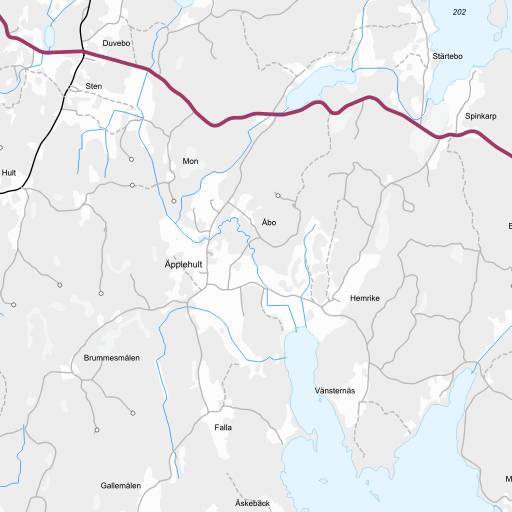 202
Duvebo
Stärtebo
Sten
Spinkarp
Mon
Hult
Åbo
Äpplehult
Hemrike
Brummesmålen
Vänsternäs
Falla
Gallemålen
Äskebäck